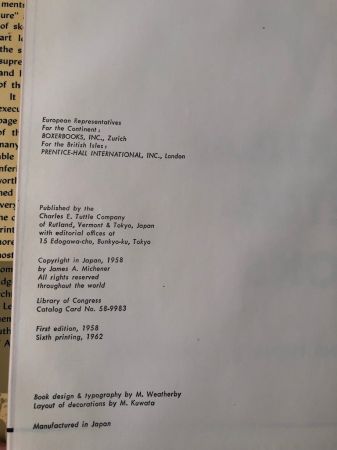 European Representatives
For the Continent:
BOXERBOOKS, INC., Zurich
For the British Isles:
PRENTICE-HALL INTERNATIONAL, INC., London
Published by the
Charles E. Tuttle Company
of Rutland, Vermont & Tokyo, Japan
with editorial offices at
15 Edogawa-cho, Bunkyo-ku, Tokyo
Copyright in Japan, 1958
by James A. Michener
All rights reserved
throughout the world
Library of Congress
Catalog Card No. 58-9983
First edition, 1958
Sixth printing, 1962
Book design & typography by M. Weatherby
Layout of decorations by M. Kuwata
Manufactured in Japan